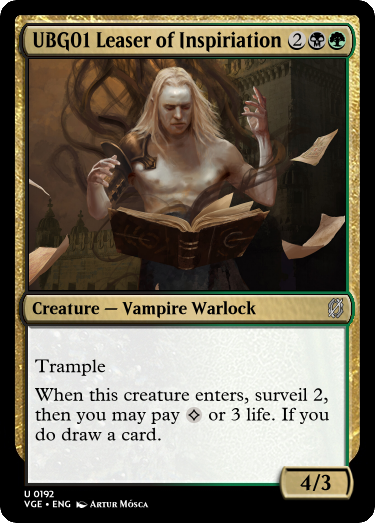 UBG01 Leaser of Inspiriation 2
Creature — Vampire Warlock
Trample
When this creature enters, surveil 2,
then you may pay or 3 life. If you
do draw a card.
4/3
U 0192
VGE • ENG Artur Mósca